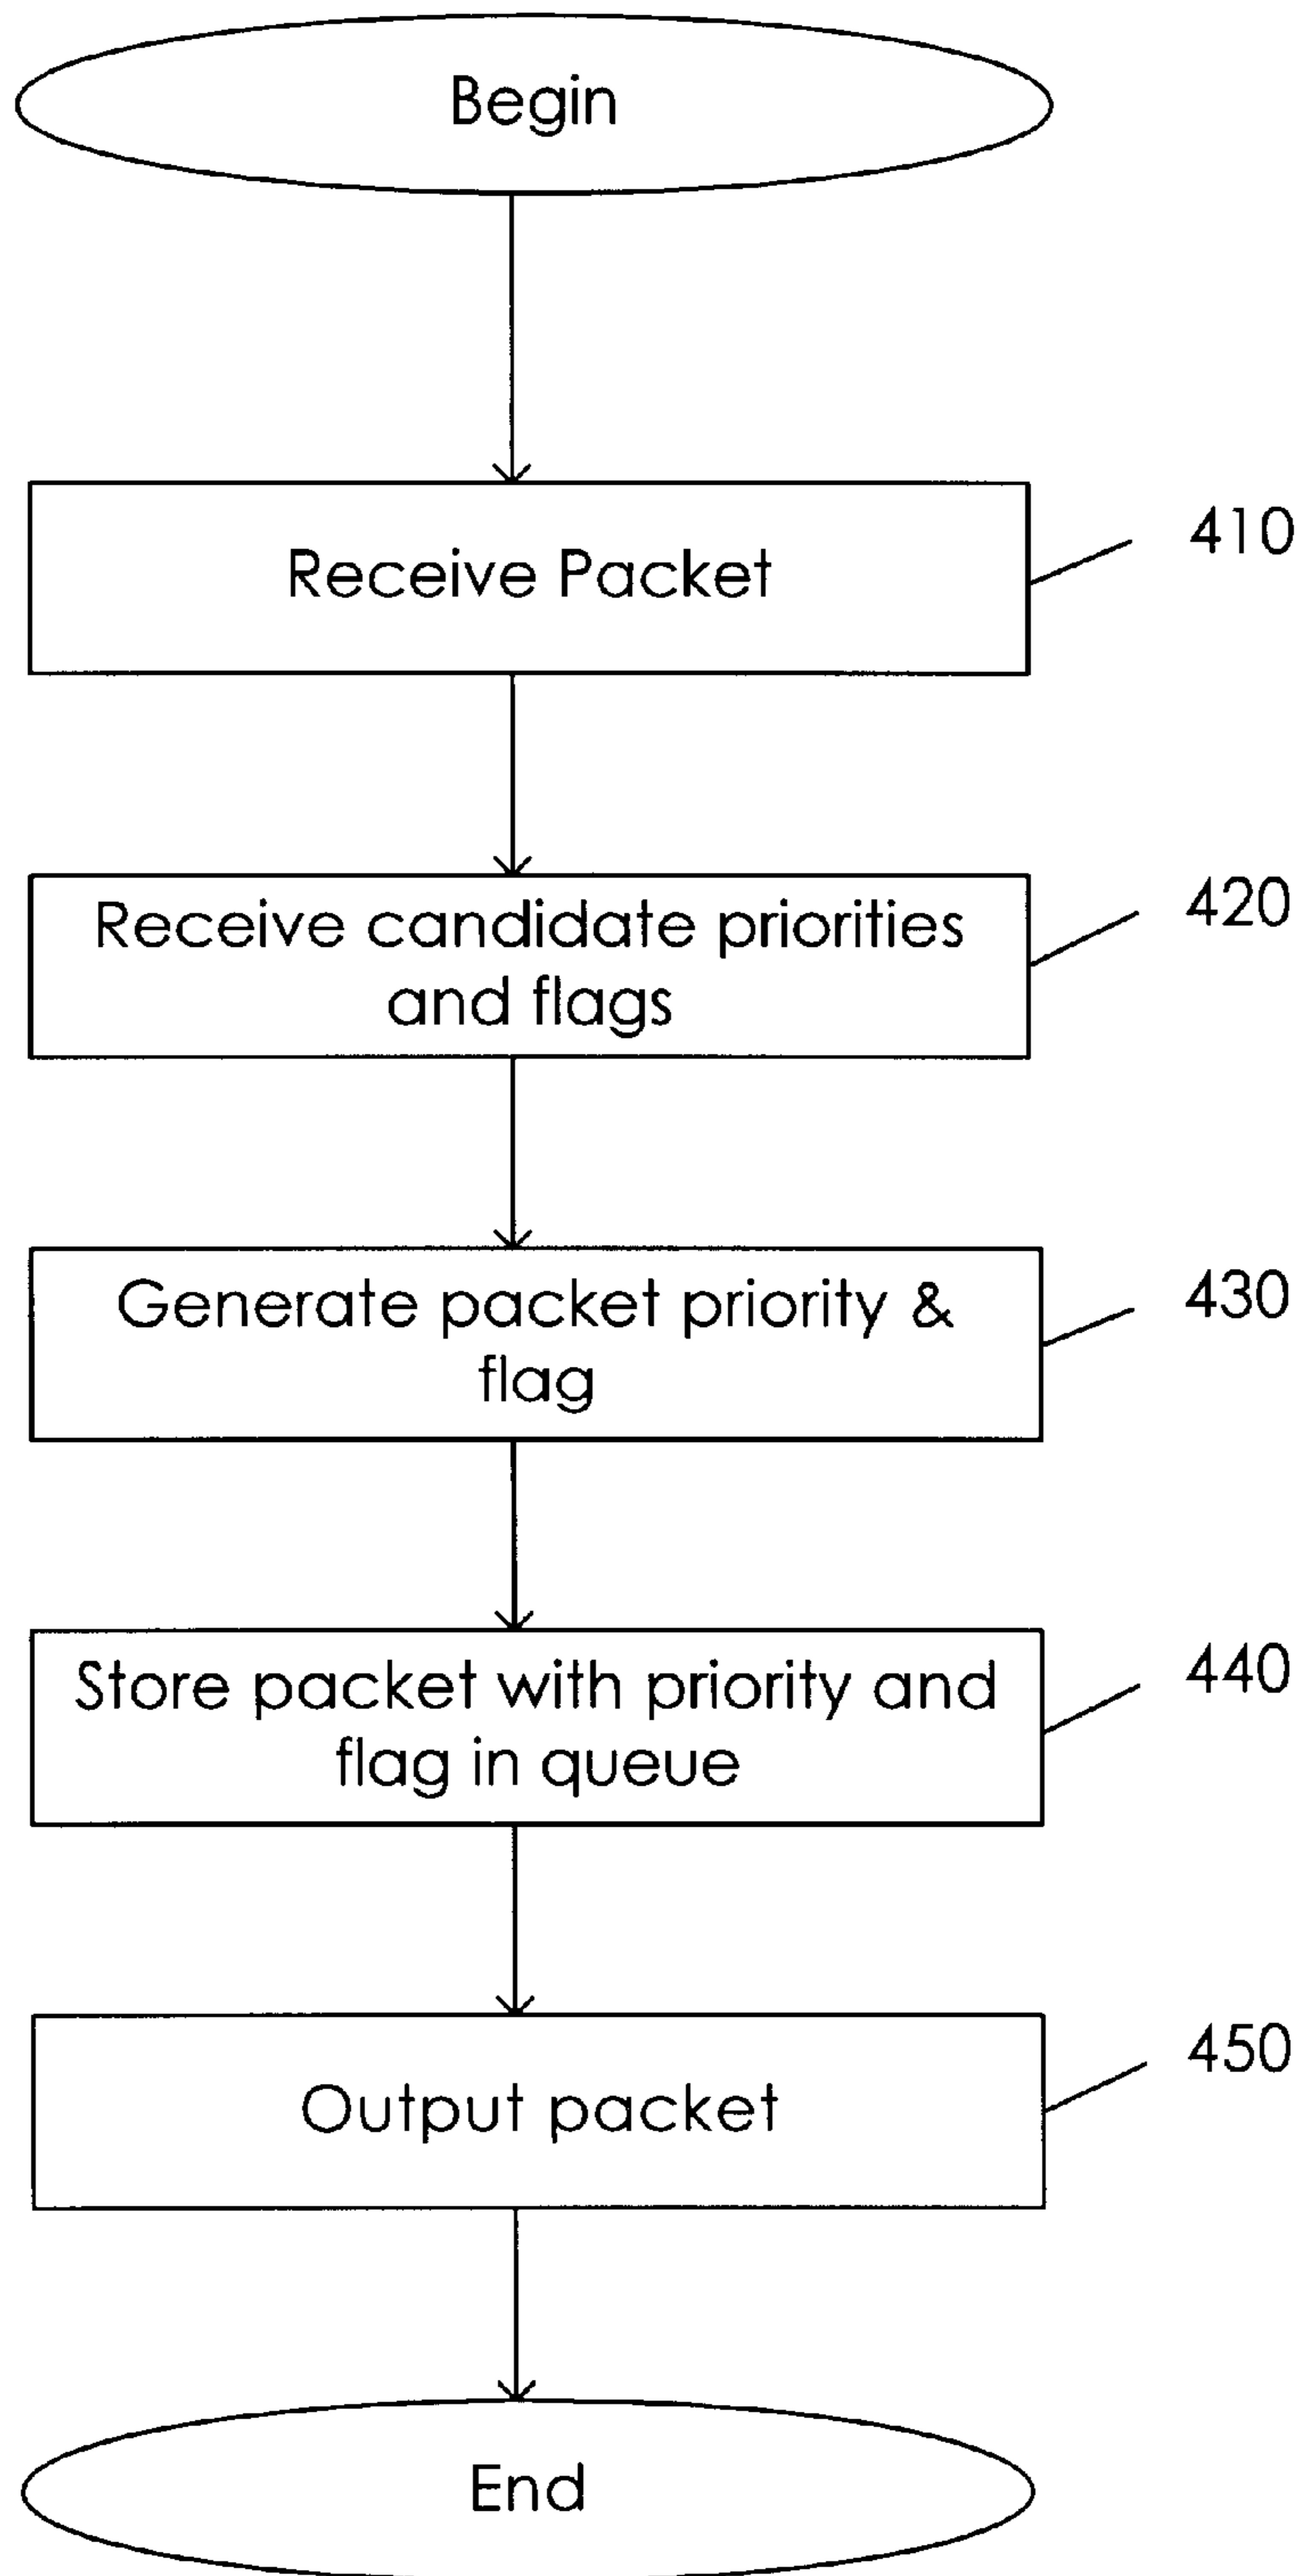 Begin
Receive Packet
410
Receive candidate priorities
and flags
420
Generate packet priority &
flag
430
Store packet with priority and
flag in queue
440
Output packet
450
End